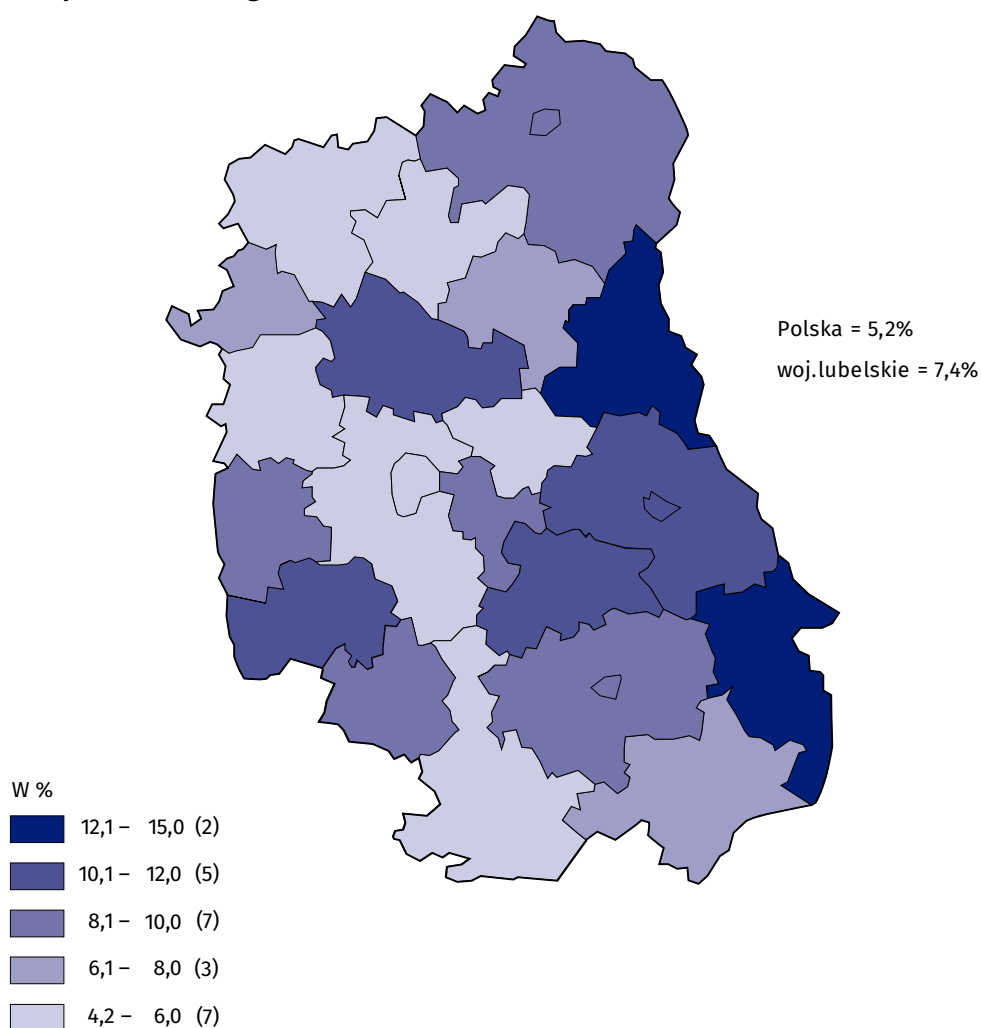 Polska = 5,2%
woj.lubelskie = 7,4%
W %
12,1 – 15,0 (2)
10,1 – 12,0 (5)
8,1 – 10,0 (7)
6,1 – 8,0 (3)
4,2 – 6,0 (7)